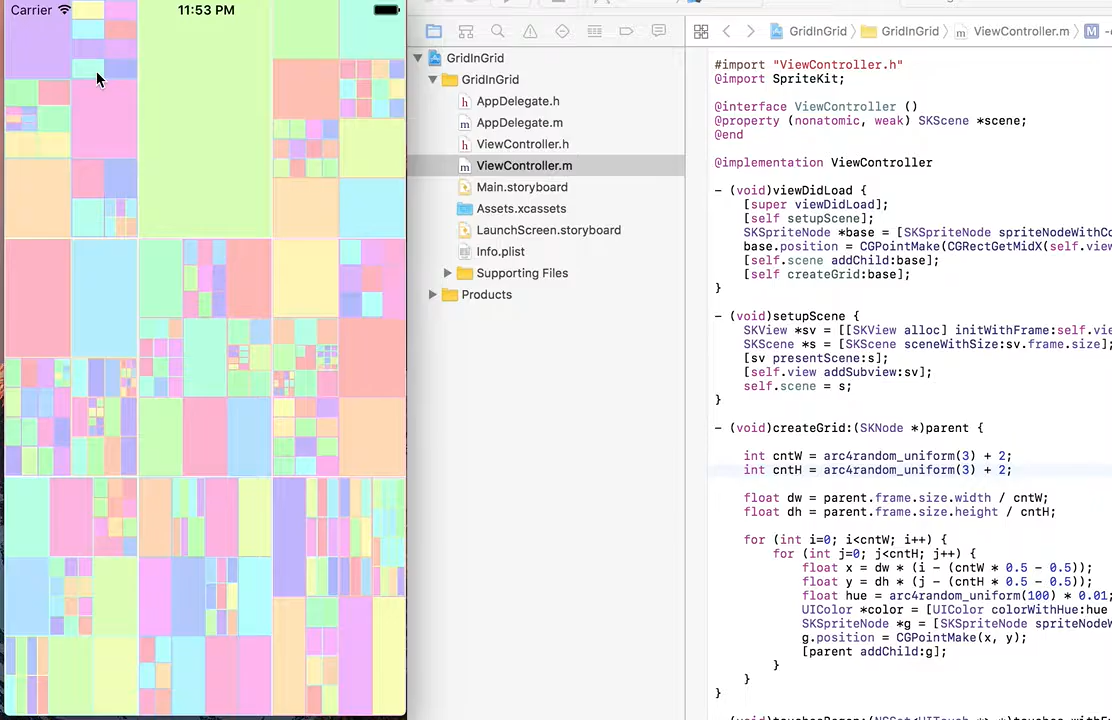 Carrier
11:53 PM
GridInGrid
GridInGrid
AppDelegate.h
AppDelegate.m
ViewController.h
ViewController.m
Main.storyboard
Assets.xcassets
LaunchScreen.storyboard
Info.plist
Supporting Files
Products
GridInGrid
GridInGrid
ViewController.m
#import "ViewController.h"
@import SpriteKit;
@interface ViewController ()
@property (nonatomic, weak) SKScene *scene;
@end
@implementation ViewController
- (void)viewDidLoad {
[super viewDidLoad];
[self setupScene];
SKSpriteNode *base = [SKSpriteNode spriteNodeWithCo
base.position = CGPointMake(CGRectGetMidX(self.view
[self.scene addChild:base];
[self createGrid:base];
}
- (void)setupScene {
SKView *sv = [[SKView alloc] initWithFrame:self.vie
SKScene *s = [SKScene sceneWithSize:sv.frame.size];
[sv presentScene:s];
[self.view addSubview:sv];
self.scene = s;
}
- (void)createGrid:(SKNode *)parent {
int cntW = arc4random_uniform(3) + 2;
int cntH = arc4random_uniform(3) + 2;
float dw = parent.frame.size.width / cntW;
float dh = parent.frame.size.height / cntH;
for (int i=0; i<cntW; i++) {
for (int j=0; j<cntH; j++) {
float x = dw * (i - (cntW * 0.5 - 0.5));
float y = dh * (j - (cntH * 0.5 - 0.5));
float hue = arc4random_uniform(100) * 0.01;
UIColor *color = [UIColor colorWithHue:hue
SKSpriteNode *g = [SKSpriteNode spriteNodeW
g.position = CGPointMake(x, y);
[parent addChild:g];
}
}
}